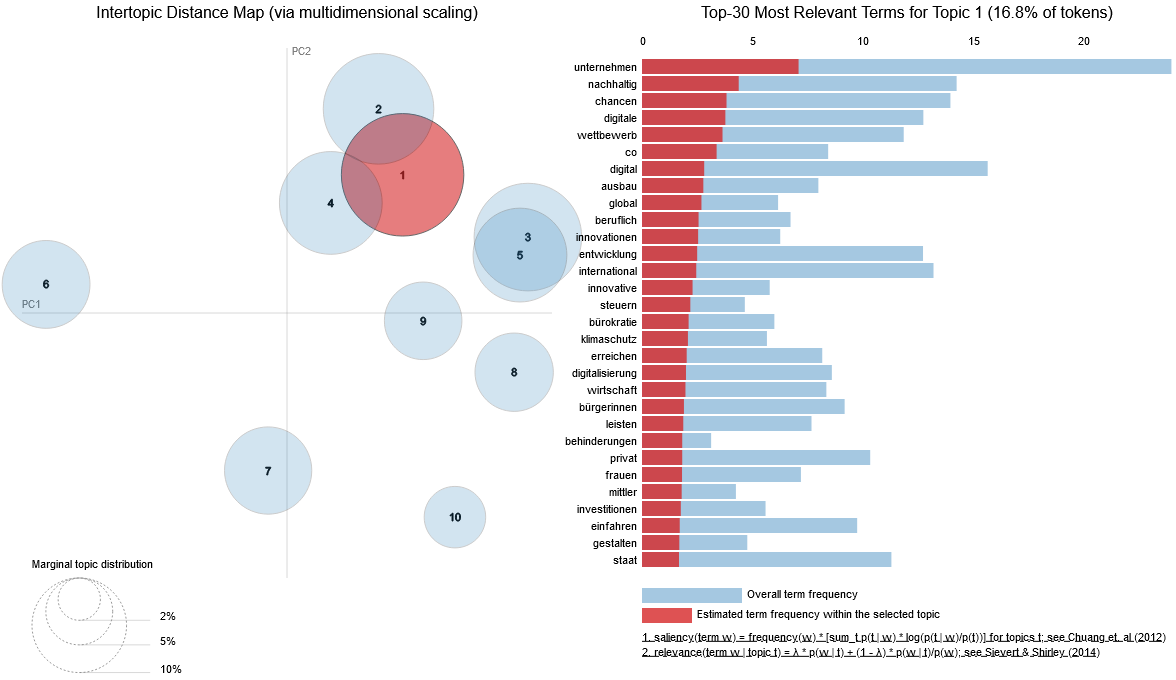 Intertopic Distance Map (via multidimensional scaling)
PC2
2
1
4
3
5
6
PC1
9
8
7
10
Marginal topic distribution
2%
5%
10%
Top-30 Most Relevant Terms for Topic 1 (16.8% of tokens)
0 5 10 15 20
unternehmen
nachhaltig
chancen
digitale
wettbewerb
co
digital
ausbau
global
beruflich
innovationen
entwicklung
international
innovative
steuern
bürokratie
klimaschutz
erreichen
digitalisierung
wirtschaft
bürgerinnen
leisten
behinderungen
privat
frauen
mittler
investitionen
einfahren
gestalten
staat
Overall term frequency
Estimated term frequency within the selected topic
1. saliency(term w) = frequency(w) * [sum_t p(t | w) * log(p(t | w)/p(t))] for topics t; see Chuang et. al (2012)
2. relevance(term w | topic t) = λ * p(w | t) + (1 - λ) * p(w | t)/p(w); see Sievert & Shirley (2014)